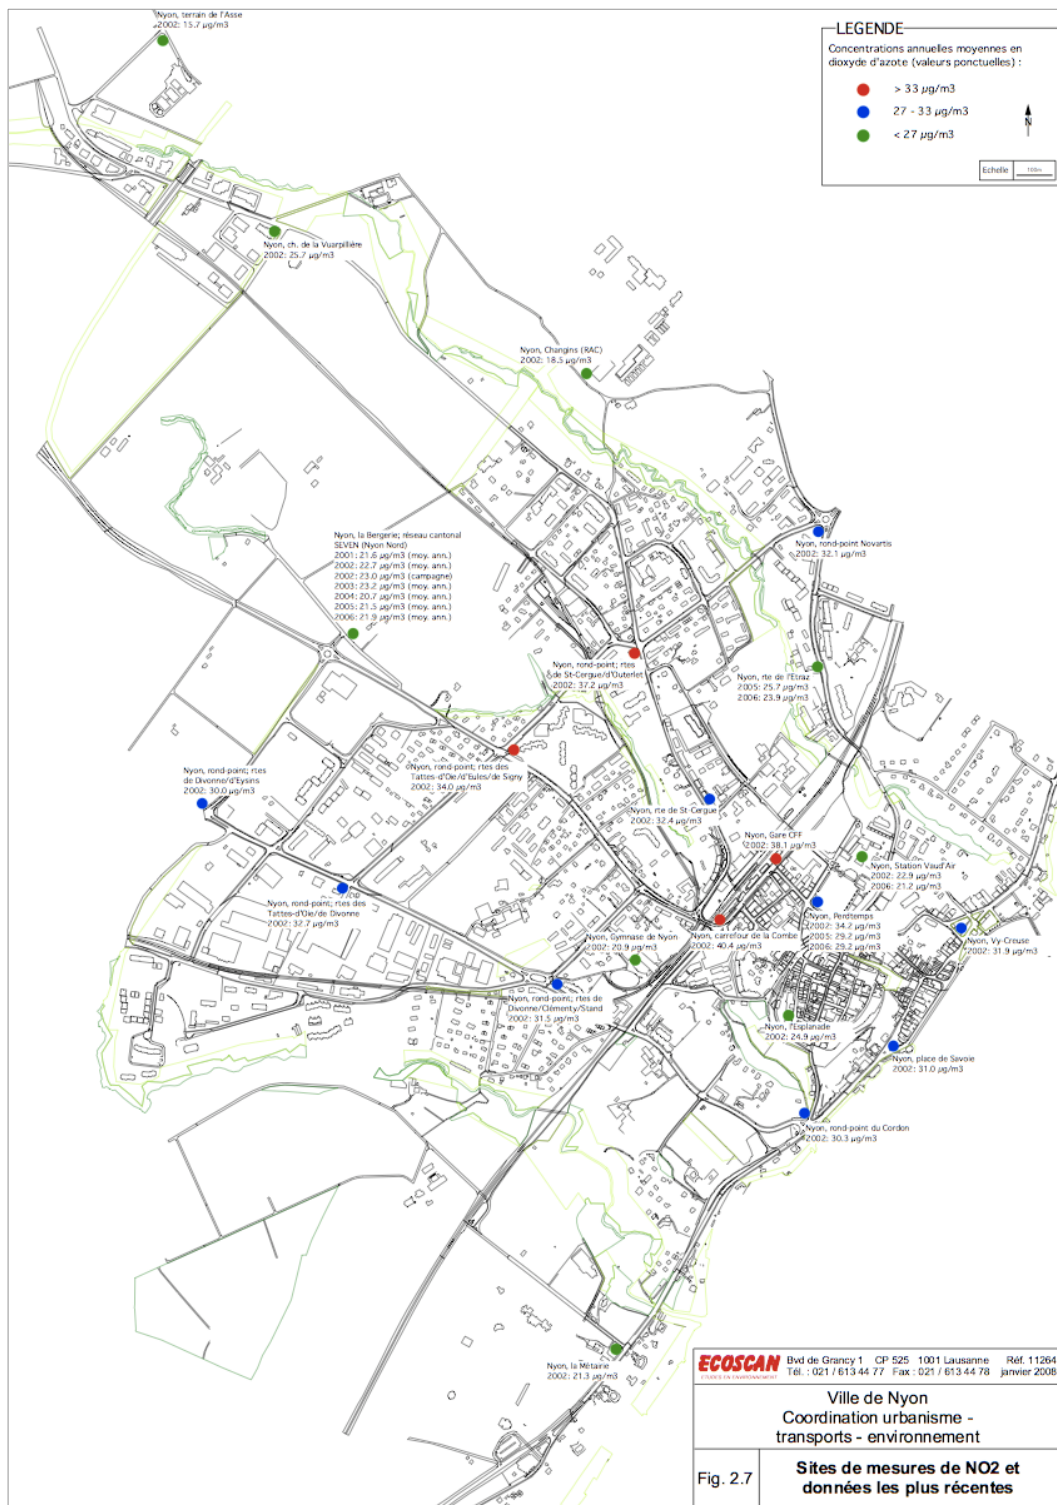 Nyon, terrain de l'Asse
2002: 15.7 µg/m3
LEGENDE
Concentrations annuelles moyennes en
dioxyde d'azote (valeurs ponctuelles) :
> 33 µg/m3
27 - 33 µg/m3
< 27 µg/m3
N
Echelle 100m
Nyon, ch. de la Vuarpillière
2002: 25.7 µg/m3
Nyon, Changins (RAC)
2002: 18.5 µg/m3
Nyon, la Bergerie; réseau cantonal
SEVEN (Nyon Nord)
2001: 21.6 µg/m3 (moy. ann.)
2002: 22.7 µg/m3 (moy. ann.)
2002: 23.0 µg/m3 (campagne)
2003: 23.2 µg/m3 (moy. ann.)
2004: 20.7 µg/m3 (moy. ann.)
2005: 21.5 µg/m3 (moy. ann.)
2006: 21.9 µg/m3 (moy. ann.)
Nyon, rond-point Novartis
2002: 32.1 µg/m3
Nyon, rond-point; rtes
de St-Cergue/d'Outerlet
2002: 37.2 µg/m3
Nyon, rte de l'Etraz
2005: 25.7 µg/m3
2006: 23.9 µg/m3
Nyon, rond-point; rtes
de Divonne/d'Eysins
2002: 30.0 µg/m3
Nyon, rond-point; rtes des
Tattes-d'Oie/d'Eules/de Signy
2002: 34.0 µg/m3
Nyon, rte de St-Cergue
2002: 32.4 µg/m3
Nyon, Gare CFF
2002: 38.1 µg/m3
Nyon, Station Vaud'Air
2002: 22.9 µg/m3
2006: 21.2 µg/m3
Nyon, rond-point; rtes des
Tattes-d'Oie/de Divonne
2002: 32.7 µg/m3
Nyon, Perdtemps
2002: 34.2 µg/m3
2005: 29.2 µg/m3
2006: 29.2 µg/m3
Nyon, Gymnase de Nyon
2002: 20.9 µg/m3
Nyon, carrefour de la Combe
2002: 40.4 µg/m3
Nyon, Vy-Creuse
2002: 31.9 µg/m3
Nyon, rond-point; rtes de
Divonne/Clémenty/Stand
2002: 31.5 µg/m3
Nyon, l'Esplanade
2002: 24.9 µg/m3
Nyon, place de Savoie
2002: 31.0 µg/m3
Nyon, rond-point du Cordon
2002: 30.3 µg/m3
Nyon, la Métairie
2002: 21.3 µg/m3
ECOSCAN
ETUDES EN ENVIRONNEMENT
Bvd de Grancy 1 CP 525 1001 Lausanne Réf. 11264
Tél. : 021 / 613 44 77 Fax : 021 / 613 44 78 janvier 2008
Ville de Nyon
Coordination urbanisme -
transports - environnement
Fig. 2.7
Sites de mesures de NO2 et
données les plus récentes